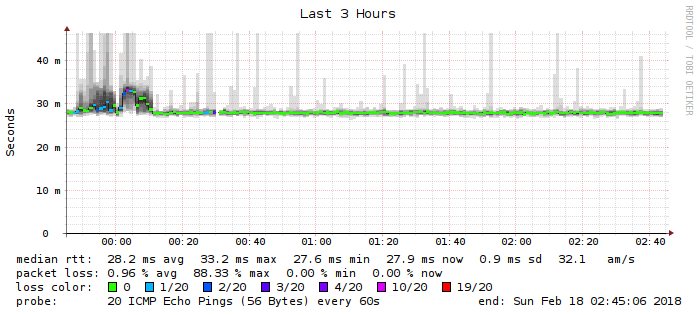 Last 3 Hours
RRDTOOL / TOBI OETIKER
Seconds
40 m
30 m
20 m
10 m
0
00:00 00:20 00:40 01:00 01:20 01:40 02:00 02:20 02:40
median rtt: 28.2 ms avg 33.2 ms max 27.6 ms min 27.9 ms now 0.9 ms sd 32.1 am/s
packet loss: 0.96 % avg 88.33 % max 0.00 % min 0.00 % now
loss color: 0 1/20 2/20 3/20 4/20 10/20 19/20
probe: 20 ICMP Echo Pings (56 Bytes) every 60s end: Sun Feb 18 02:45:06 2018